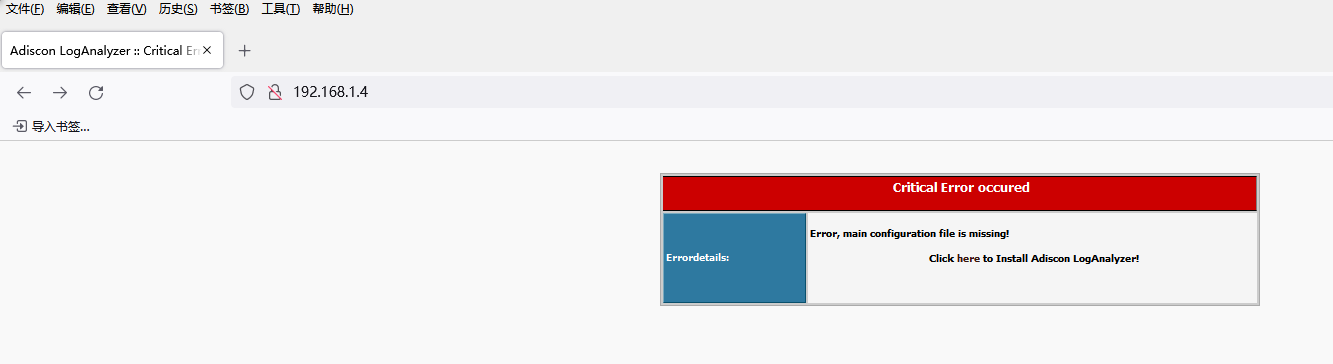 文件(F) 编辑(E) 查看(V) 历史(S) 书签(B) 工具(T) 帮助(H)
Adiscon LogAnalyzer :: Critical Err
192.168.1.4
导入书签...
Critical Error occured
Error, main configuration file is missing!
Errordetails:
Click here to Install Adiscon LogAnalyzer!